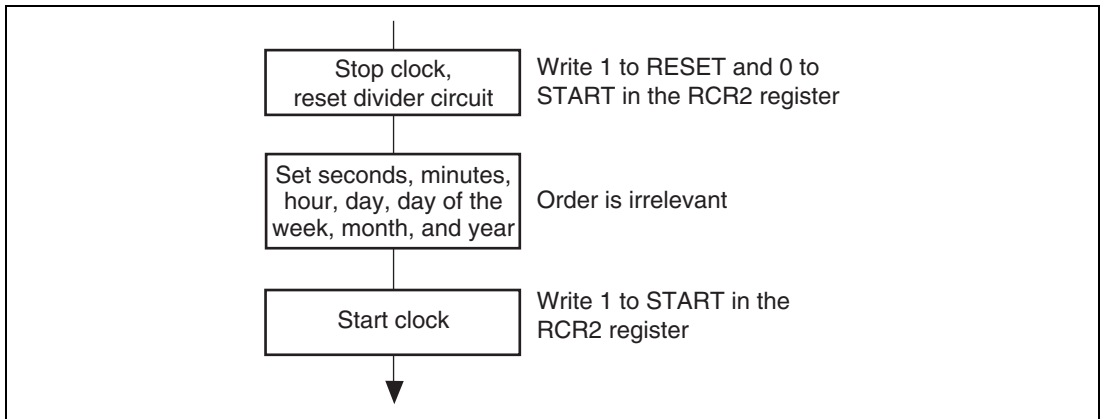 Stop clock,
reset divider circuit
Write 1 to RESET and 0 to
START in the RCR2 register
Set seconds, minutes,
hour, day, day of the
week, month, and year
Order is irrelevant
Start clock
Write 1 to START in the
RCR2 register